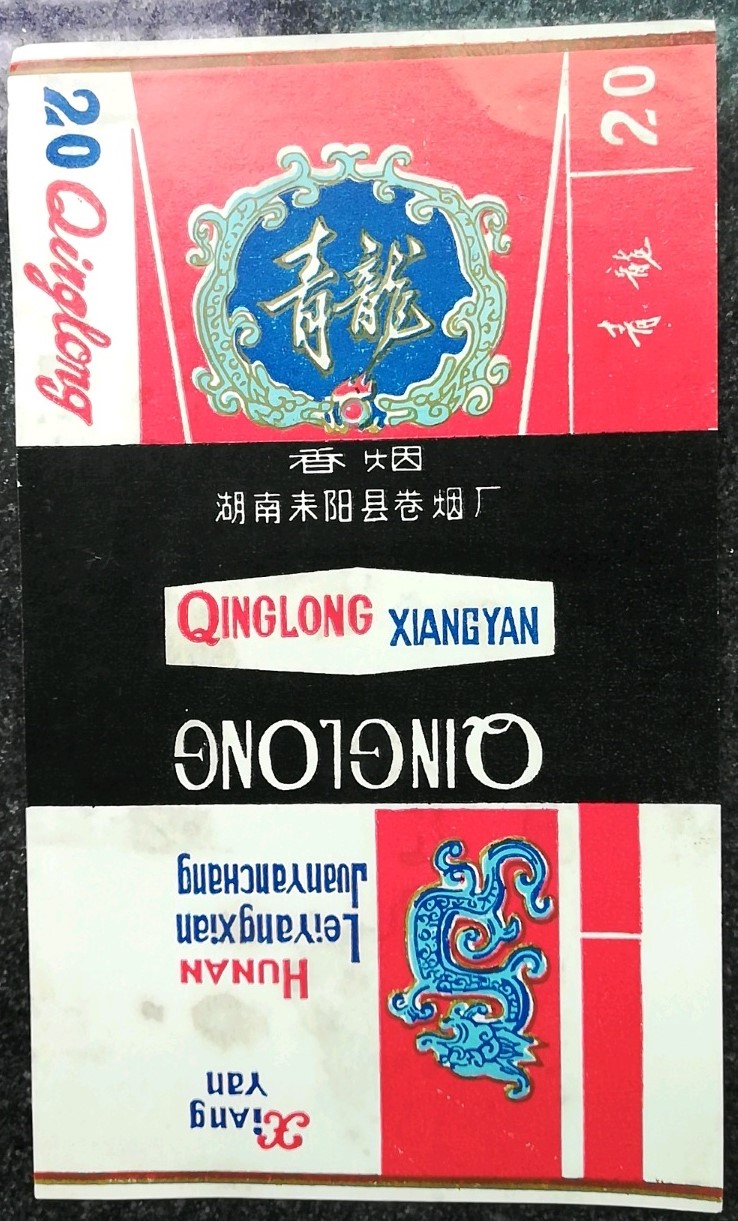 20 Qinglong
青龍
20
青龍
香烟
湖南耒阳县卷烟厂
QINGLONG XIANGYAN
QINGLONG
Xiang
Yan
HUNAN
Leiyangxian
Juanyanchang